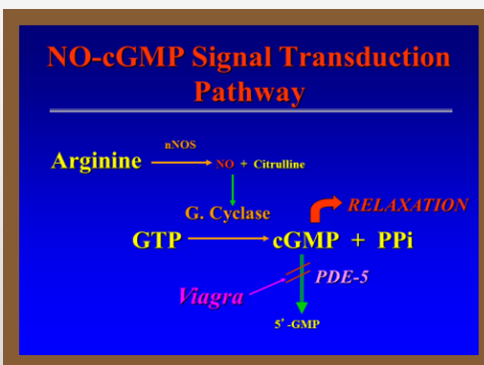 NO-cGMP Signal Transduction
Pathway
nNOS
Arginine NO + Citrulline
G. Cyclase
RELAXATION
GTP cGMP + PPi
PDE-5
Viagra
5'-GMP